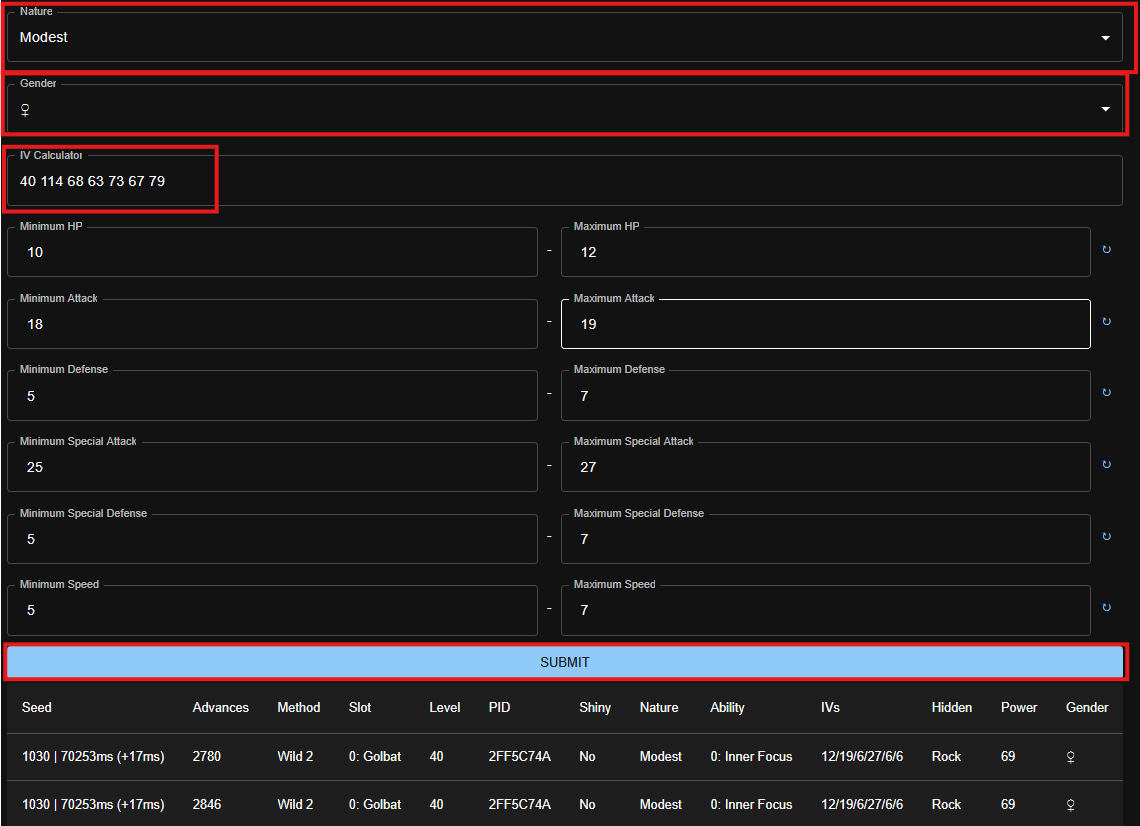 Nature
Modest
Gender
♀
IV Calculator
40 114 68 63 73 67 79
Minimum HP Maximum HP
10 - 12 ↻
Minimum Attack Maximum Attack
18 - 19 ↻
Minimum Defense Maximum Defense
5 - 7 ↻
Minimum Special Attack Maximum Special Attack
25 - 27 ↻
Minimum Special Defense Maximum Special Defense
5 - 7 ↻
Minimum Speed Maximum Speed
5 - 7 ↻
SUBMIT
Seed Advances Method Slot Level PID Shiny Nature Ability IVs Hidden Power Gender
1030 | 70253ms (+17ms) 2780 Wild 2 0: Golbat 40 2FF5C74A No Modest 0: Inner Focus 12/19/6/27/6/6 Rock 69 ♀
1030 | 70253ms (+17ms) 2846 Wild 2 0: Golbat 40 2FF5C74A No Modest 0: Inner Focus 12/19/6/27/6/6 Rock 69 ♀